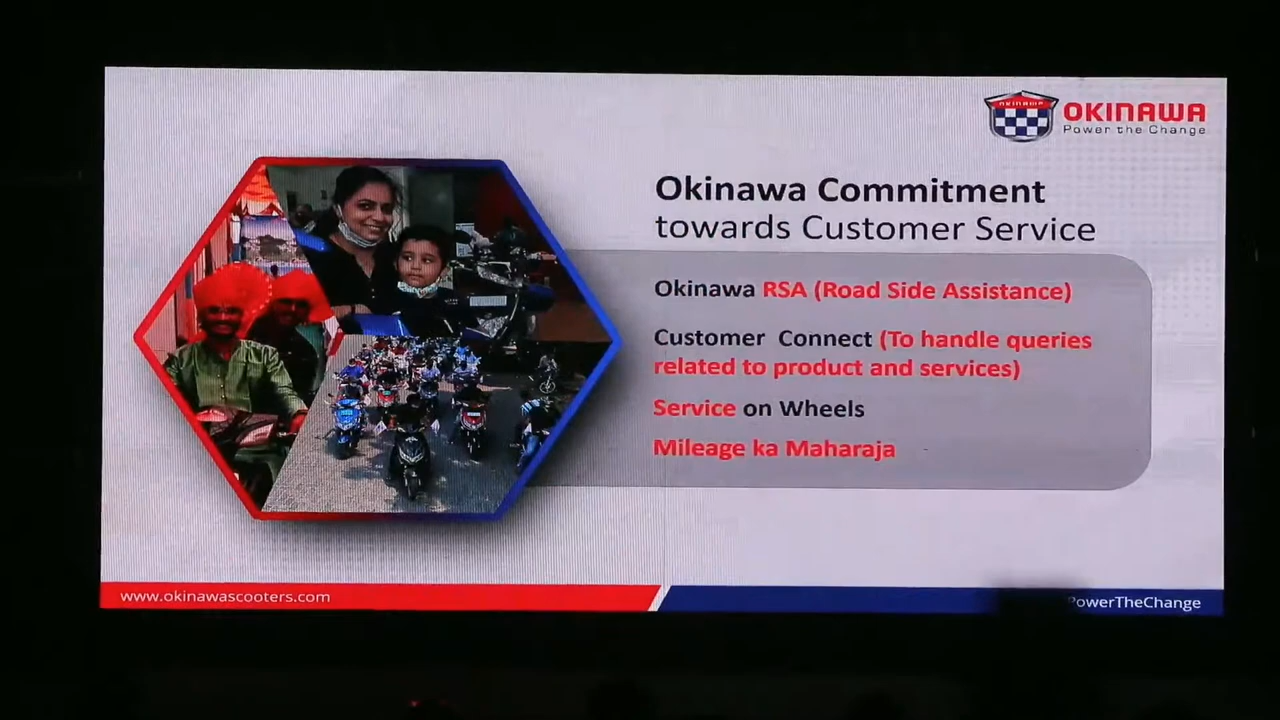 OKINAWA
OKINAWA
Power the Change
Okinawa Commitment
towards Customer Service
Okinawa RSA (Road Side Assistance)
Customer Connect (To handle queries
related to product and services)
Service on Wheels
Mileage ka Maharaja
www.okinawascooters.com
PowerTheChange